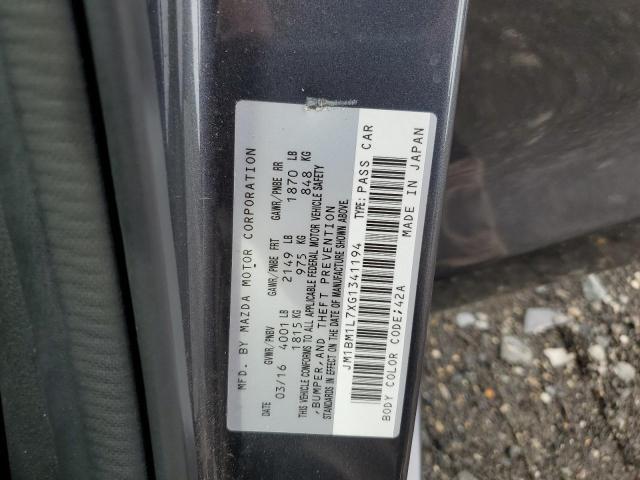 MFD. BY MAZDA MOTOR CORPORATION
DATE GVWR/PNBV GAWR/PNBE FRT GAWR/PNBE RR
03/16 4001 LB 2149 LB 1870 LB
1815 KG 975 KG 848 KG
THIS VEHICLE CONFORMS TO ALL APPLICABLE FEDERAL MOTOR VEHICLE SAFETY
, BUMPER, AND THEFT PREVENTION
STANDARDS IN EFFECT ON THE DATE OF MANUFACTURE SHOWN ABOVE.
JM1BM1L7XG1341194 TYPE: PASS CAR
BODY COLOR CODE;42A MADE IN JAPAN